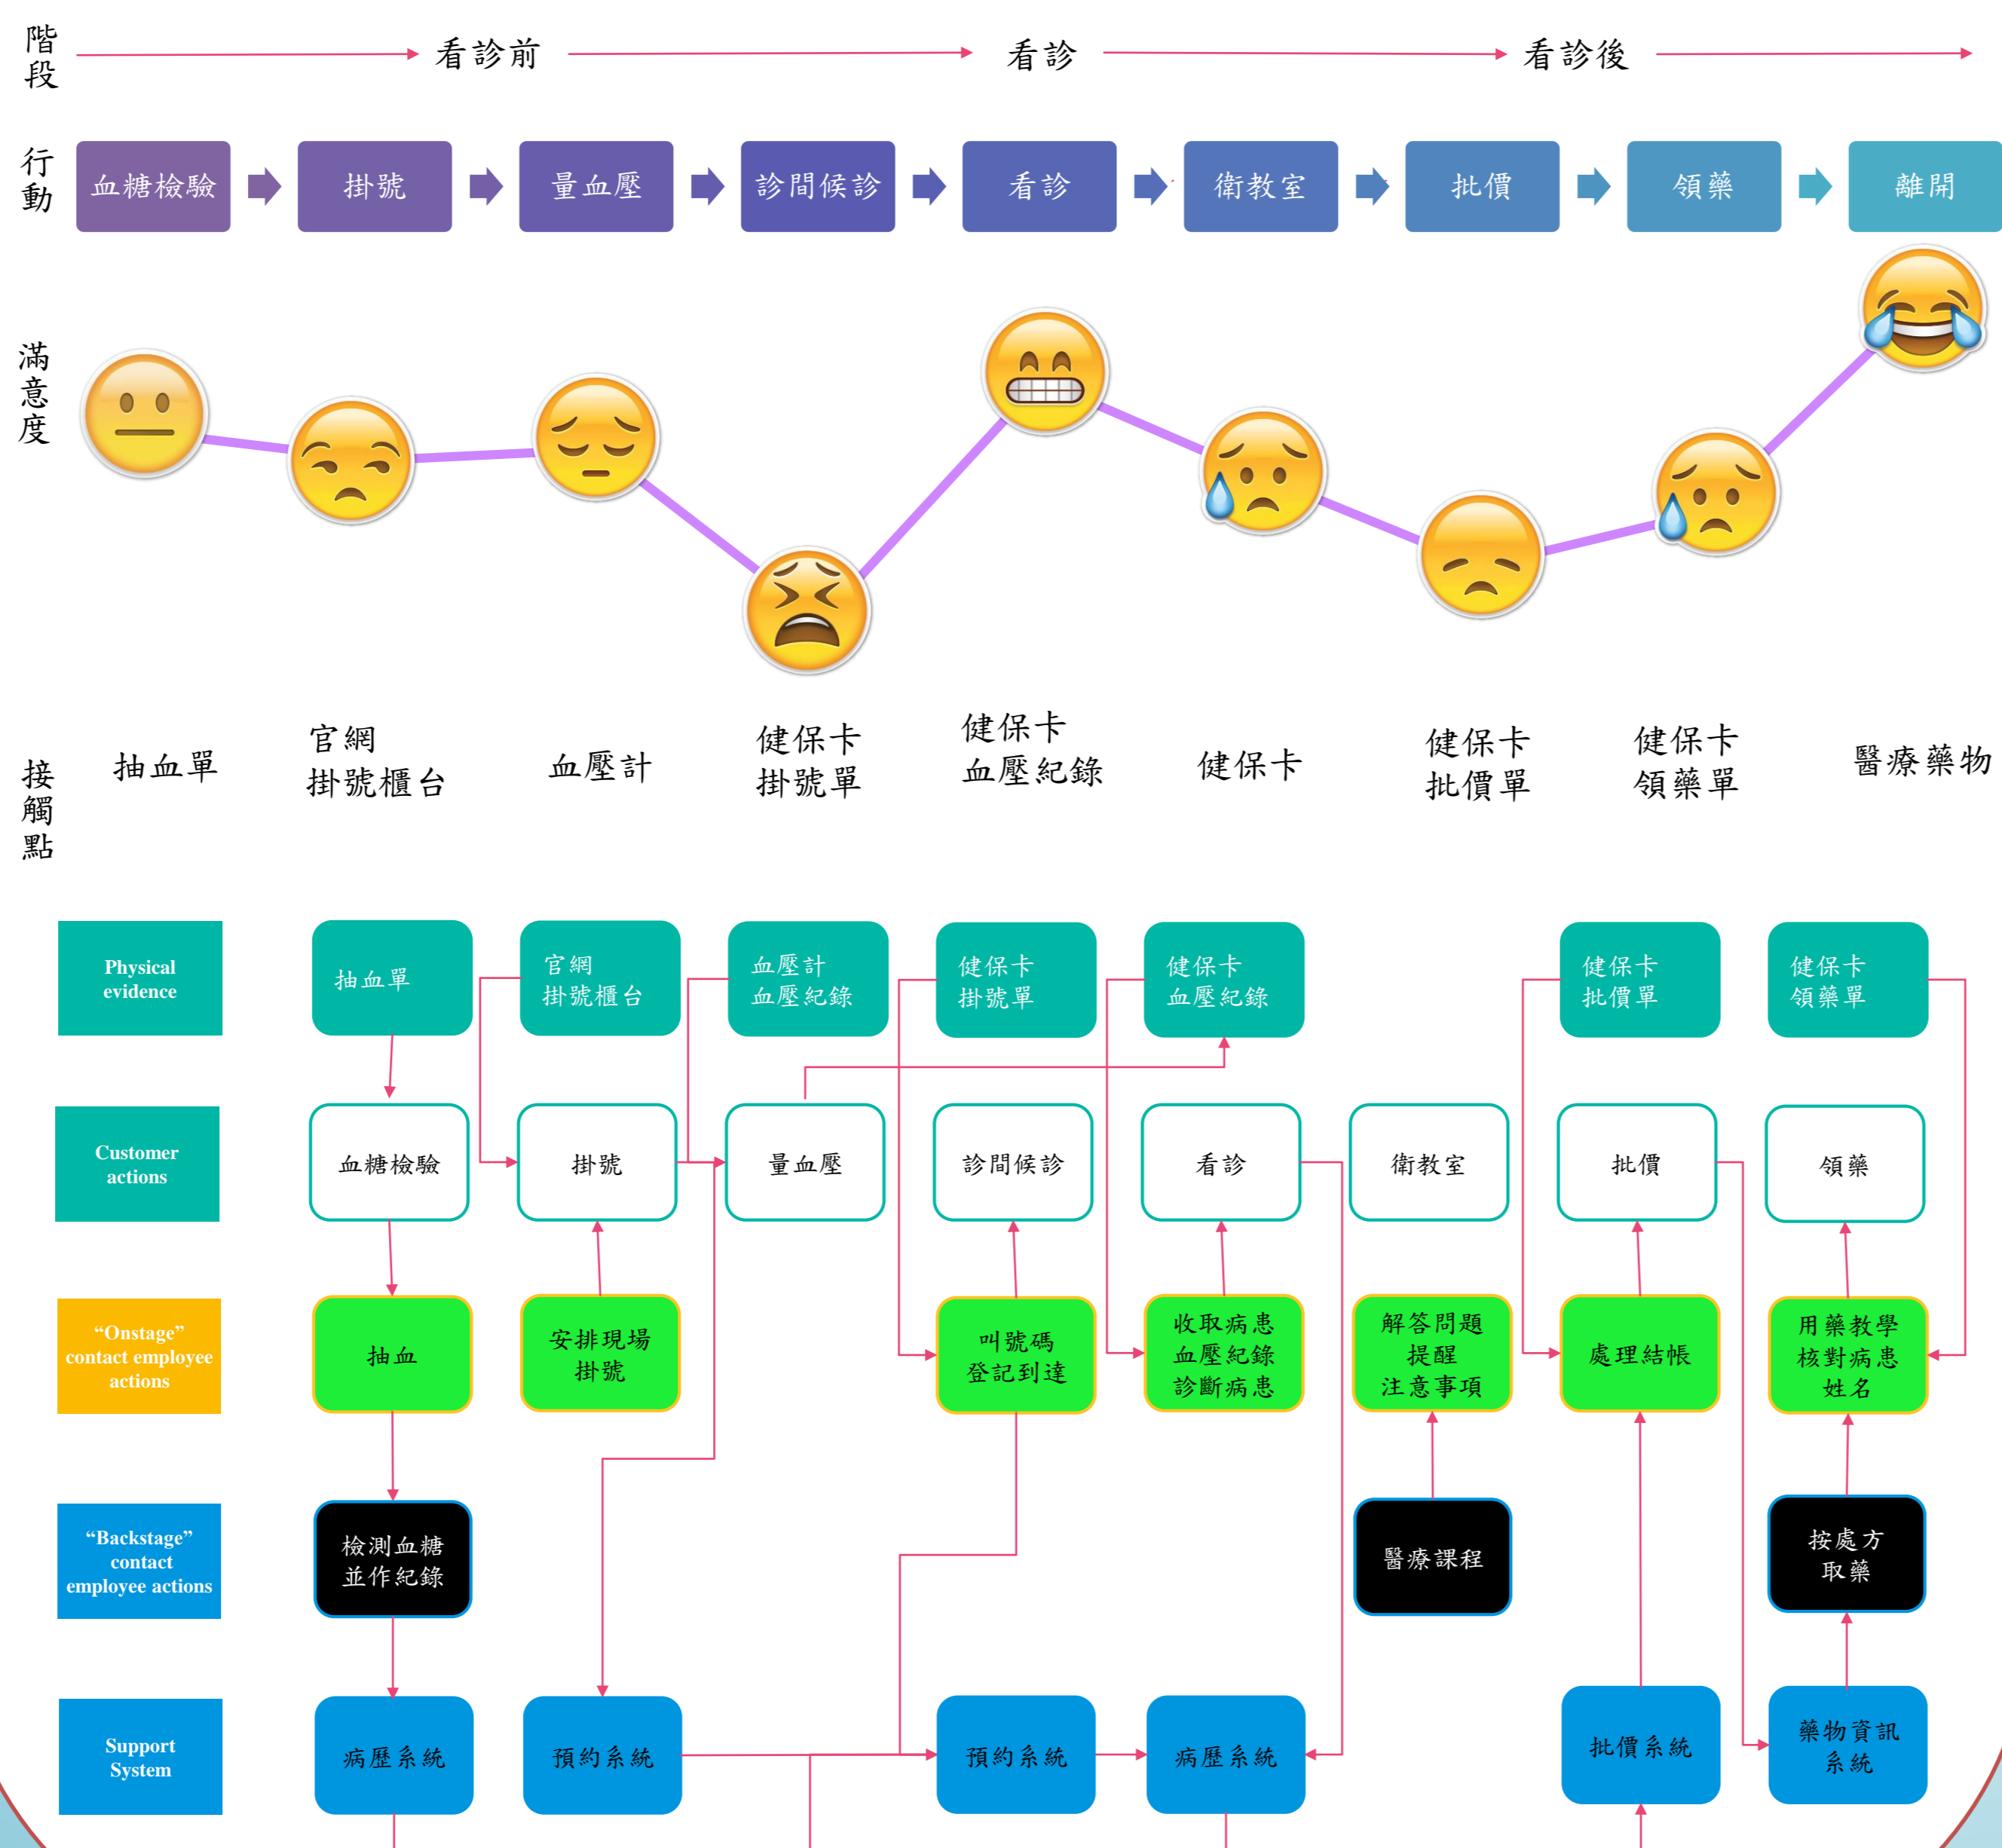 階
段
看診前
看診
看診後
行
動
血糖檢驗
掛號
量血壓
診間候診
看診
衛教室
批價
領藥
離開
滿
意
度
接
觸
點
抽血單
官網
掛號櫃台
血壓計
健保卡
掛號單
健保卡
血壓紀錄
健保卡
健保卡
批價單
健保卡
領藥單
醫療藥物
Physical
evidence
抽血單
官網
掛號櫃台
血壓計
血壓紀錄
健保卡
掛號單
健保卡
血壓紀錄
健保卡
批價單
健保卡
領藥單
Customer
actions
血糖檢驗
掛號
量血壓
診間候診
看診
衛教室
批價
領藥
“Onstage”
contact employee
actions
抽血
安排現場
掛號
叫號碼
登記到達
收取病患
血壓紀錄
診斷病患
解答問題
提醒
注意事項
處理結帳
用藥教學
核對病患
姓名
“Backstage”
contact
employee actions
檢測血糖
並作紀錄
醫療課程
按處方
取藥
Support
System
病歷系統
預約系統
預約系統
病歷系統
批價系統
藥物資訊
系統